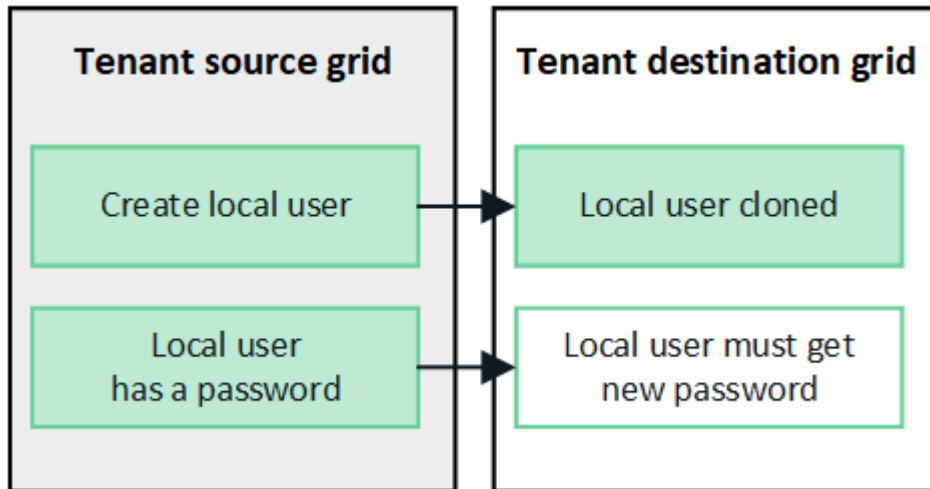 Tenant source grid
Create local user
Local user
has a password
Tenant destination grid
Local user cloned
Local user must get
new password